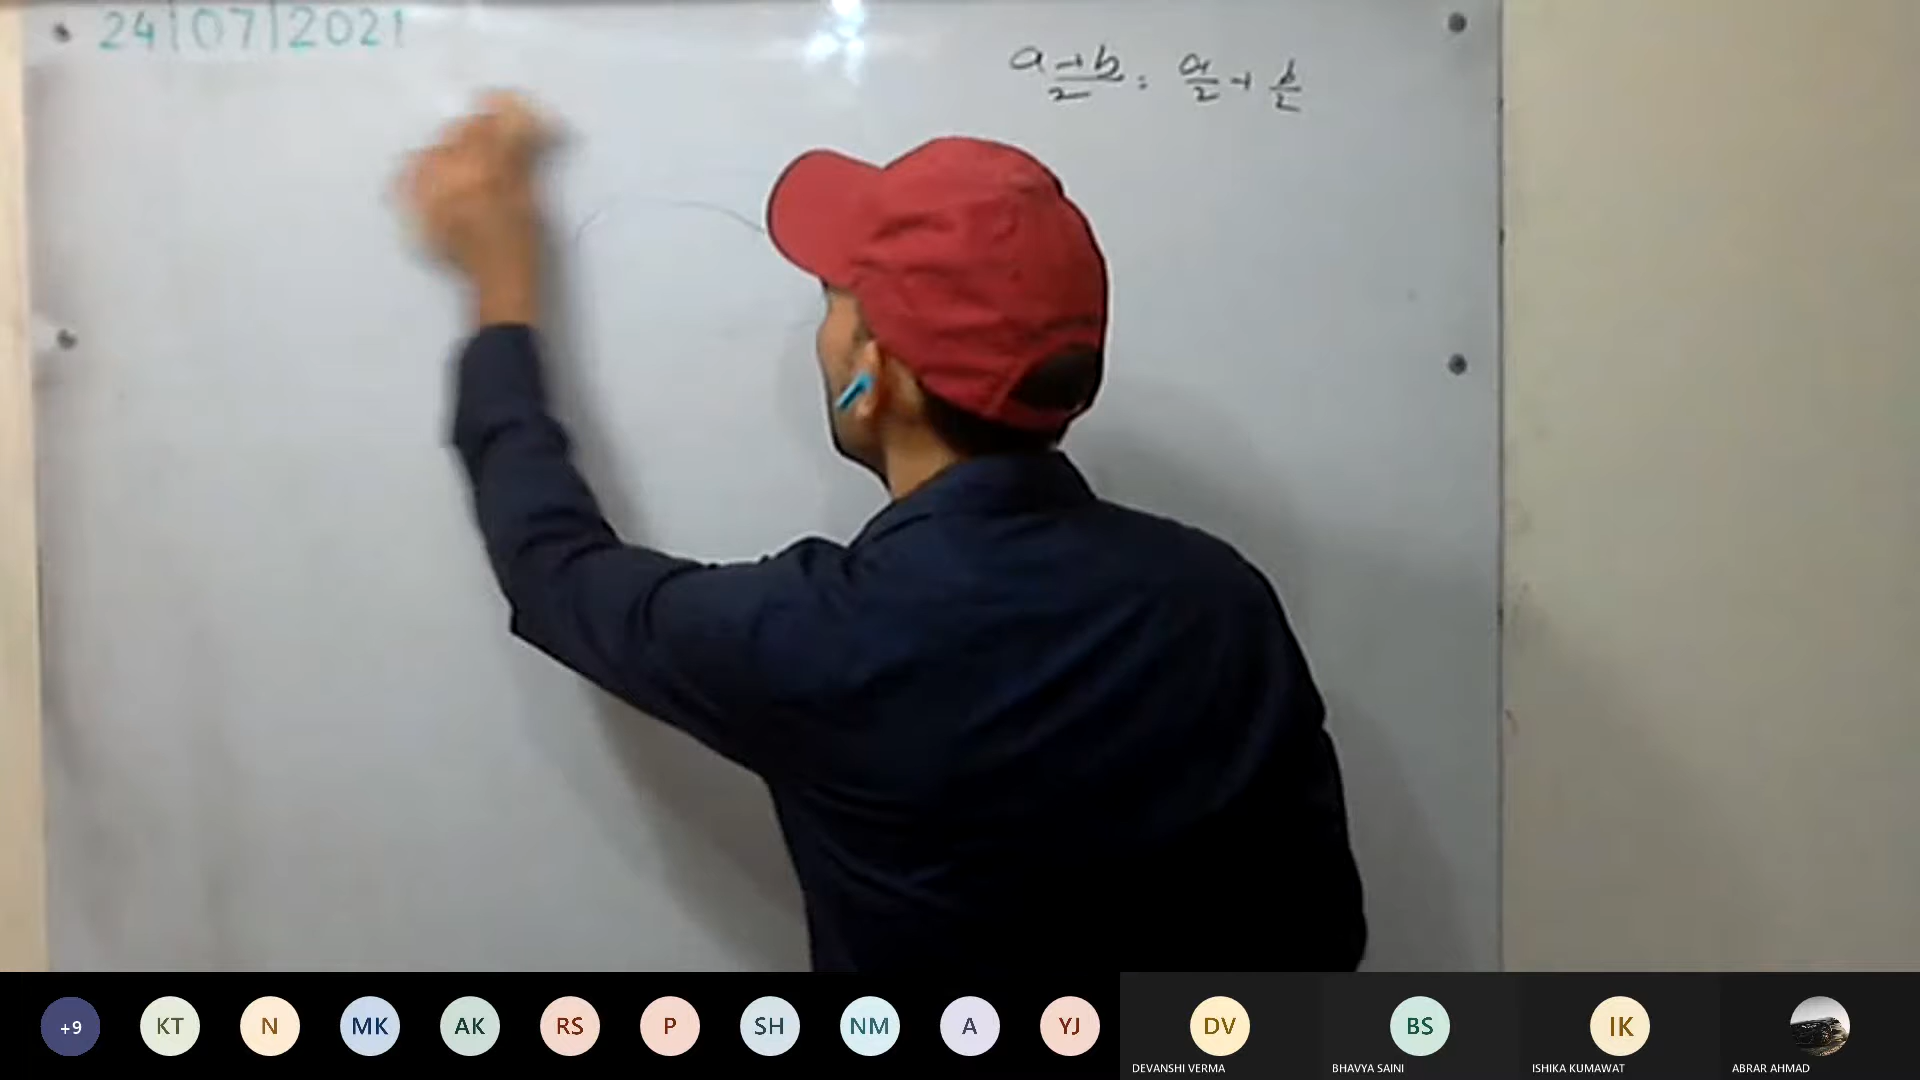 24|07|2021
a+b/2 = a/2 + b/2
+9 KT N MK AK RS P SH NM A YJ DV BS IK
DEVANSHI VERMA BHAVYA SAINI ISHIKA KUMAWAT ABRAR AHMAD